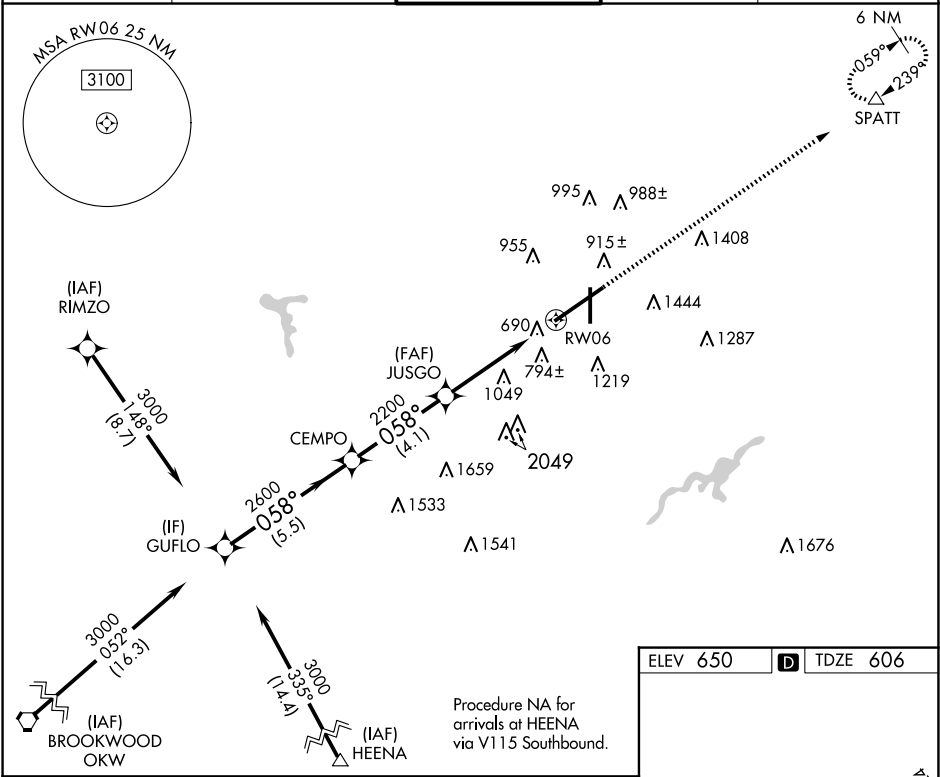 MSA RW06 25 NM
3100
6 NM
059°
239°
SPATT
995
988±
955
915±
1408
(IAF)
RIMZO
1444
690
RW06
1287
(FAF)
JUSGO
794±
1219
1049
3000
148°
(8.7)
2200
058°
(4.1)
CEMPO
2049
1659
2600
058°
(5.5)
1533
(IF)
GUFLO
1541
1676
3000
052°
(16.3)
3000
335°
(14.4)
(IAF)
BROOKWOOD
OKW
(IAF)
HEENA
Procedure NA for
arrivals at HEENA
via V115 Southbound.
ELEV 650 D TDZE 606